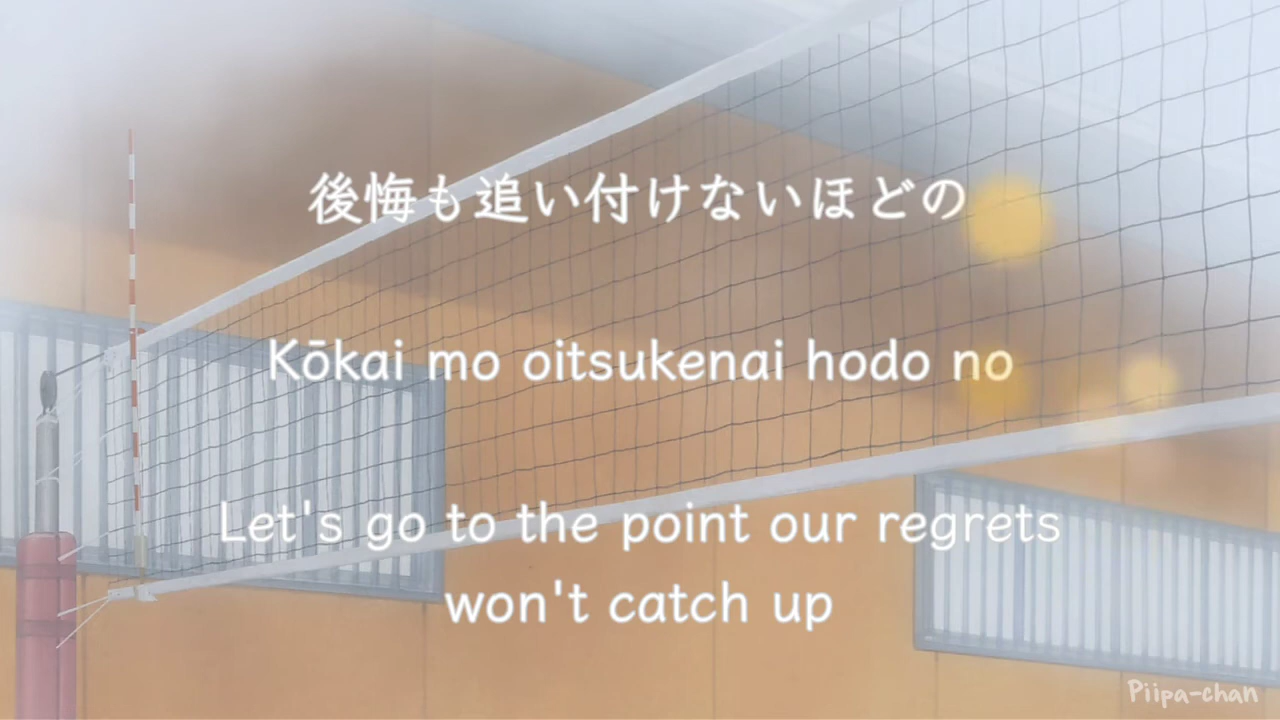 後悔も追い付けないほどの
Kōkai mo oitsukenai hodo no
Let's go to the point our regrets
won't catch up
Piipa-chan